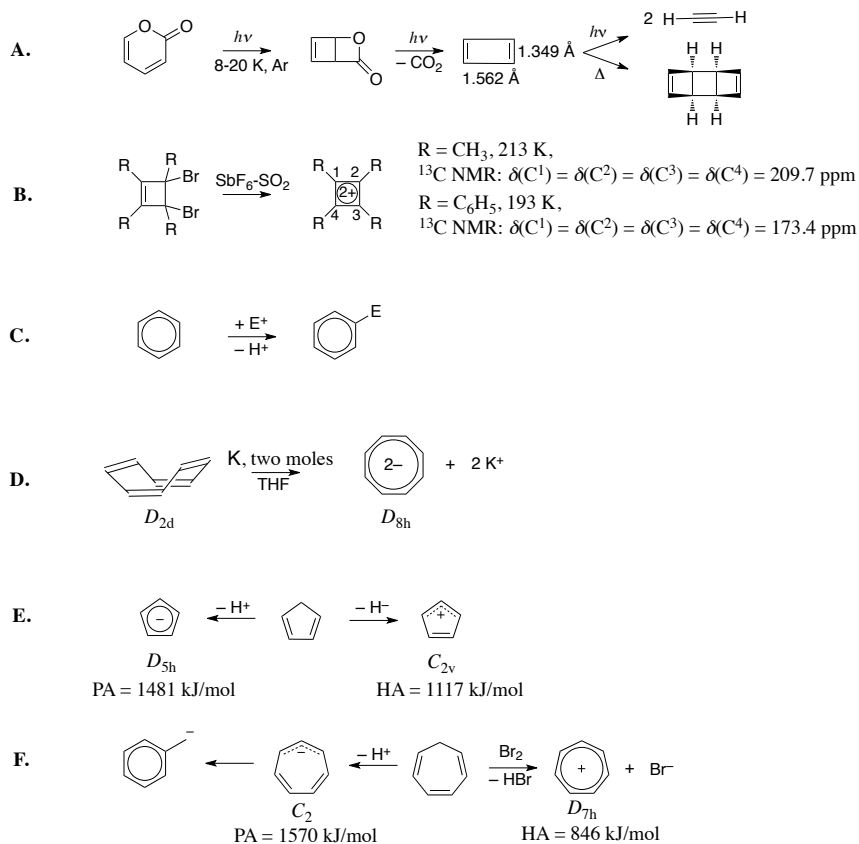 A.
O
O
hν
8-20 K, Ar
O
O
hν
– CO₂
1.349 Å
1.562 Å
hν
Δ
2 H H
H H
H H
B.
R R Br
R R Br
SbF₆-SO₂
R R
1 2
2+
4 3
R R
R = CH₃, 213 K,
¹³C NMR: δ(C¹) = δ(C²) = δ(C³) = δ(C⁴) = 209.7 ppm
R = C₆H₅, 193 K,
¹³C NMR: δ(C¹) = δ(C²) = δ(C³) = δ(C⁴) = 173.4 ppm
C.
+ E⁺
– H⁺
E
D.
D₂d
K, two moles
THF
2–
D₈h
+ 2 K⁺
E.
–
D₅h
PA = 1481 kJ/mol
– H⁺
– H⁻
+
C₂v
HA = 1117 kJ/mol
F.
–
–
C₂
PA = 1570 kJ/mol
– H⁺
Br₂
– HBr
+
D₇h
HA = 846 kJ/mol
+ Br⁻